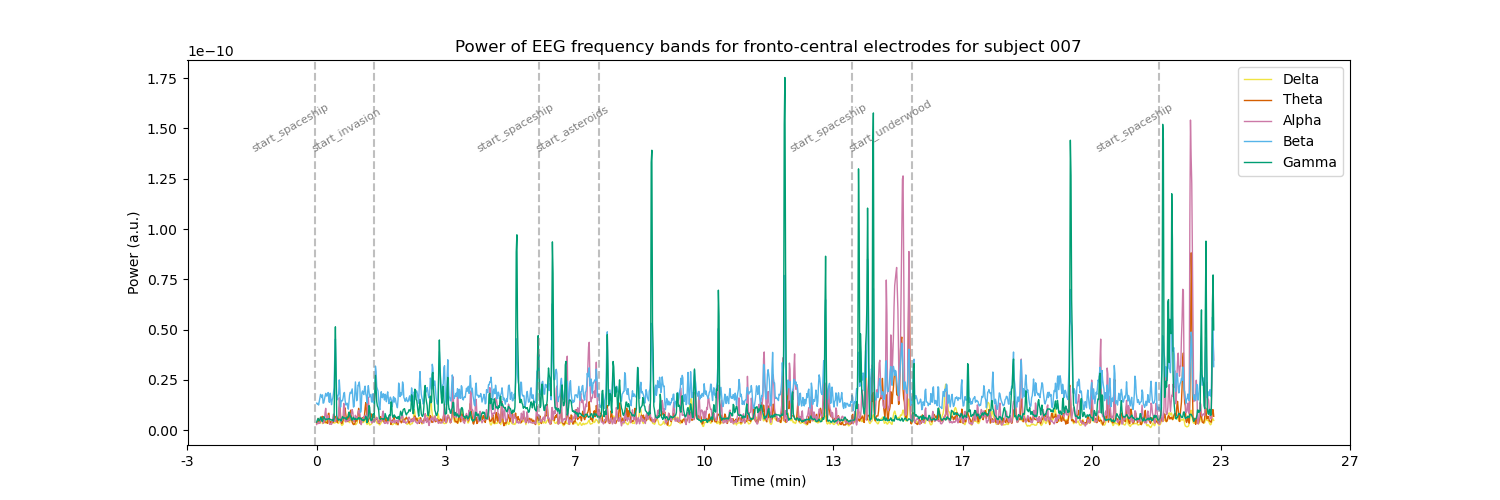 Power of EEG frequency bands for fronto-central electrodes for subject 007
1e−10
1.75
1.50
1.25
1.00
0.75
0.50
0.25
0.00
Power (a.u.)
start_spaceship
start_invasion
start_spaceship
start_asteroids
start_spaceship
start_underwood
start_spaceship
Delta
Theta
Alpha
Beta
Gamma
-3
0
3
7
10
13
17
20
23
27
Time (min)